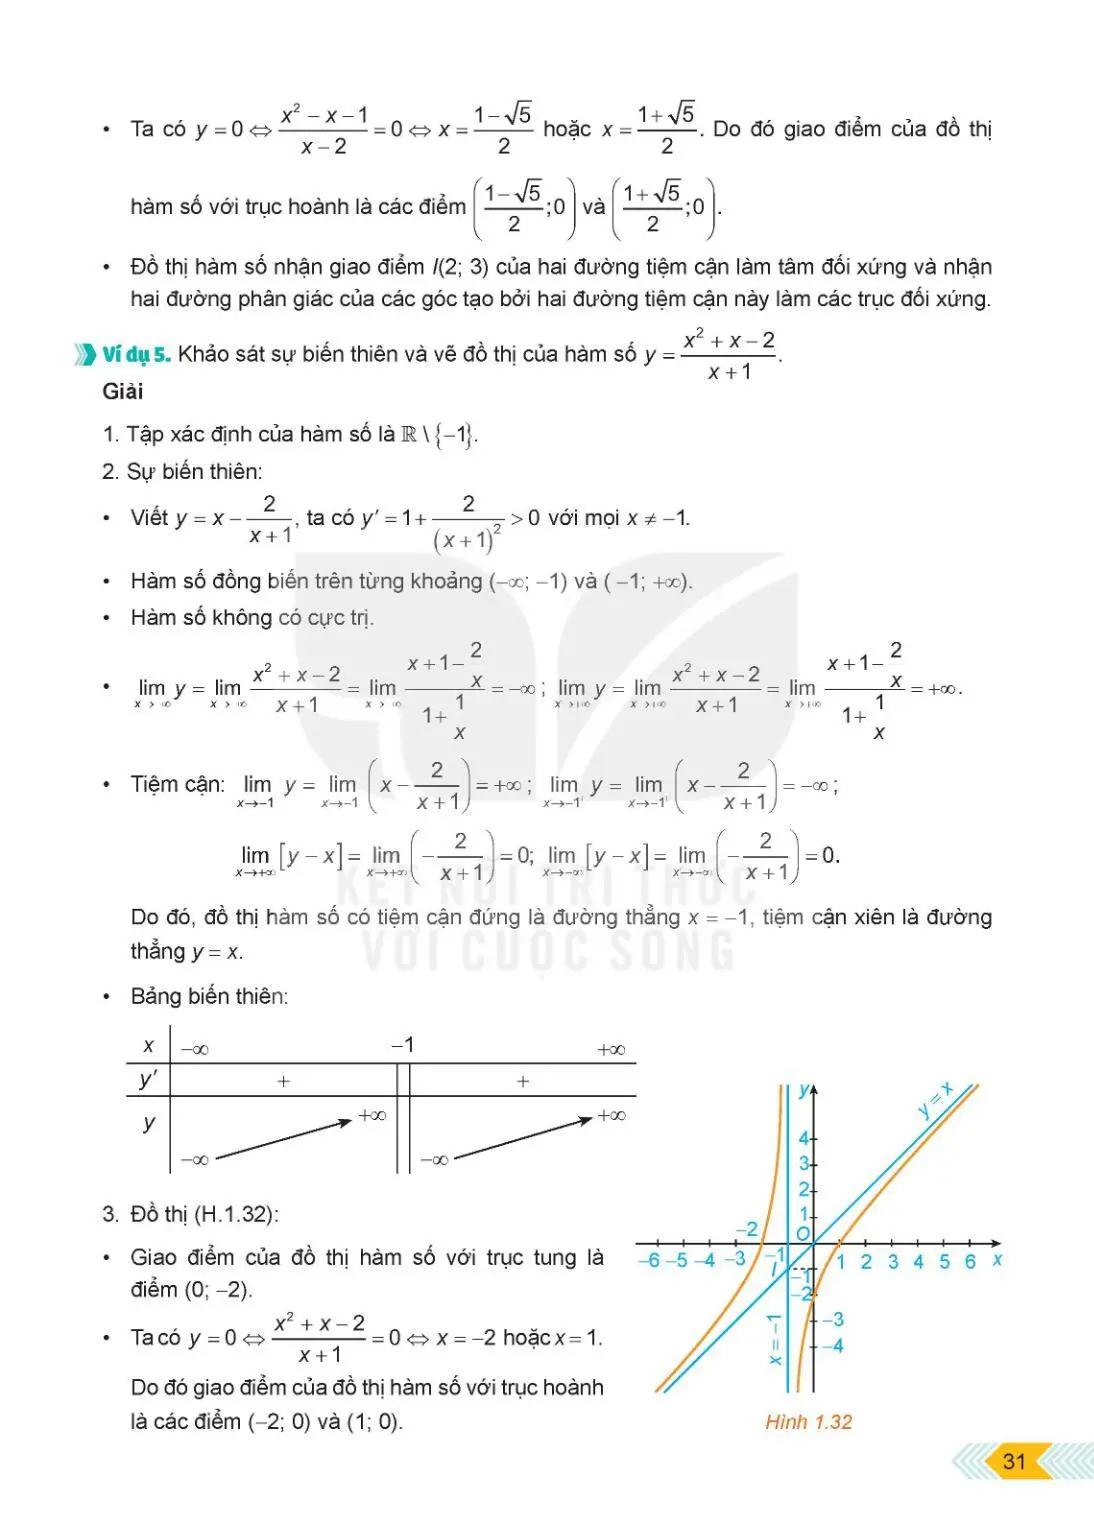 • Ta có y = 0 ⇔ (x² − x − 1)/(x − 2) = 0 ⇔ x = (1 − √5)/2 hoặc x = (1 + √5)/2. Do đó giao điểm của đồ thị
hàm số với trục hoành là các điểm ((1 − √5)/2; 0) và ((1 + √5)/2; 0).
• Đồ thị hàm số nhận giao điểm I(2; 3) của hai đường tiệm cận làm tâm đối xứng và nhận
hai đường phân giác của các góc tạo bởi hai đường tiệm cận này làm các trục đối xứng.
Ví dụ 5. Khảo sát sự biến thiên và vẽ đồ thị của hàm số y = (x² + x − 2)/(x + 1).
Giải
1. Tập xác định của hàm số là ℝ \ {−1}.
2. Sự biến thiên:
• Viết y = x − 2/(x + 1), ta có y′ = 1 + 2/(x + 1)² > 0 với mọi x ≠ −1.
• Hàm số đồng biến trên từng khoảng (−∞; −1) và ( −1; +∞).
• Hàm số không có cực trị.
• lim x→−∞ y = lim x→−∞ (x² + x − 2)/(x + 1) = lim x→−∞ (x + 1 − 2/x)/(1 + 1/x) = −∞; lim x→+∞ y = lim x→+∞ (x² + x − 2)/(x + 1) = lim x→+∞ (x + 1 − 2/x)/(1 + 1/x) = +∞.
• Tiệm cận: lim x→−1⁻ y = lim x→−1⁻ (x − 2/(x + 1)) = +∞; lim x→−1⁺ y = lim x→−1⁺ (x − 2/(x + 1)) = −∞;
lim x→+∞ [y − x] = lim x→+∞ (− 2/(x + 1)) = 0; lim x→−∞ [y − x] = lim x→−∞ (− 2/(x + 1)) = 0.
KẾT NỐI TRI THỨC
Do đó, đồ thị hàm số có tiệm cận đứng là đường thẳng x = −1, tiệm cận xiên là đường
thẳng y = x.
VỚI CUỘC SỐNG
• Bảng biến thiên:
x −∞ −1 +∞
y′ + +
y −∞ +∞ −∞ +∞
3. Đồ thị (H.1.32):
• Giao điểm của đồ thị hàm số với trục tung là
điểm (0; −2).
• Ta có y = 0 ⇔ (x² + x − 2)/(x + 1) = 0 ⇔ x = −2 hoặc x = 1.
Do đó giao điểm của đồ thị hàm số với trục hoành
là các điểm (−2; 0) và (1; 0).
y
y = x
4
3
2
1
−2 O
−6 −5 −4 −3 −1 1 2 3 4 5 6 x
I −1
−2
−3
−4
x = −1
Hình 1.32
31